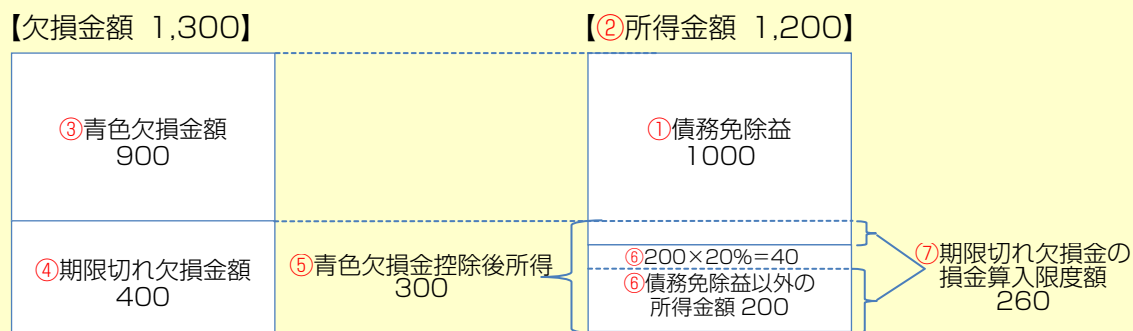 【欠損金額 1,300】
【②所得金額 1,200】
③青色欠損金額
900
①債務免除益
1000
④期限切れ欠損金額
400
⑤青色欠損金控除後所得
300
⑥200×20%=40
⑥債務免除益以外の
所得金額 200
⑦期限切れ欠損金の
損金算入限度額
260